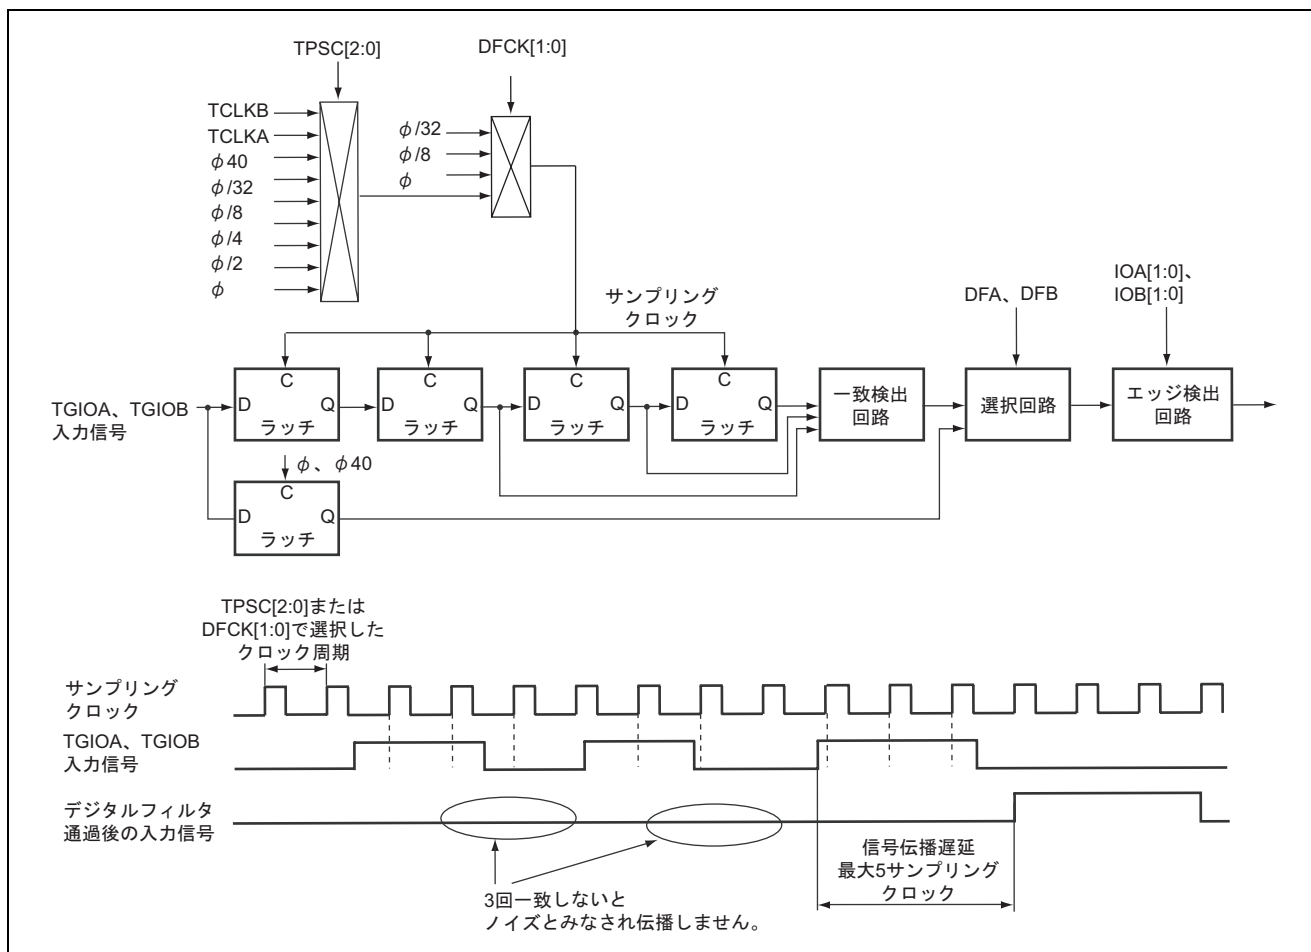 TPSC[2:0]
DFCK[1:0]
TCLKB
TCLKA
φ40
φ/32
φ/8
φ/4
φ/2
φ
φ/32
φ/8
φ
サンプリング
クロック
DFA、DFB
IOA[1:0]、
IOB[1:0]
TGIOA、TGIOB
入力信号
C
D Q
ラッチ
C
D Q
ラッチ
C
D Q
ラッチ
C
D Q
ラッチ
一致検出
回路
選択回路
エッジ検出
回路
φ、φ40
C
D Q
ラッチ
TPSC[2:0]または
DFCK[1:0]で選択した
クロック周期
サンプリング
クロック
TGIOA、TGIOB
入力信号
デジタルフィルタ
通過後の入力信号
3回一致しないと
ノイズとみなされ伝播しません。
信号伝播遅延
最大5サンプリング
クロック